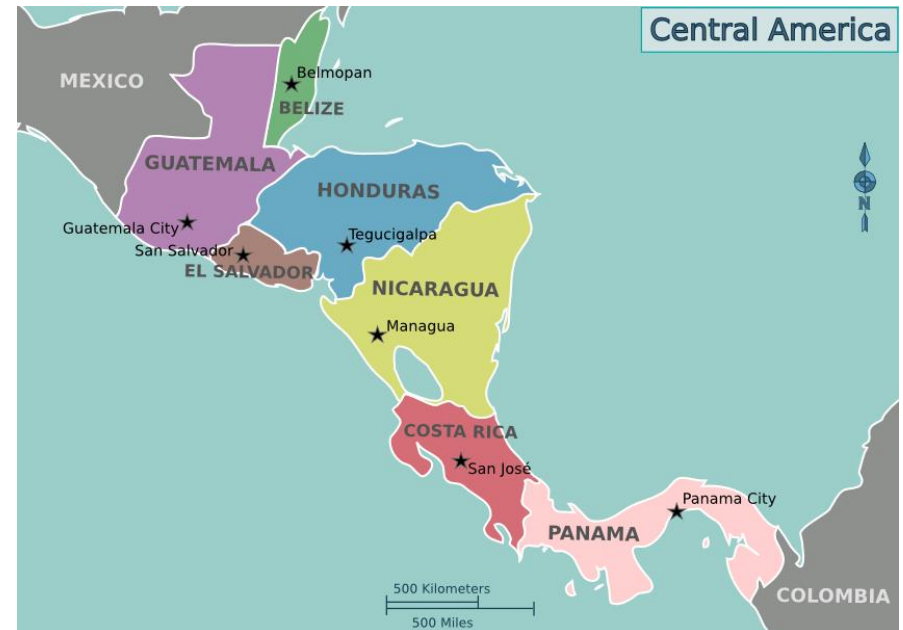 Central America
MEXICO
Belmopan
BELIZE
GUATEMALA
HONDURAS
N
Guatemala City
Tegucigalpa
San Salvador
EL SALVADOR
NICARAGUA
Managua
COSTA RICA
San José
Panama City
PANAMA
500 Kilometers
COLOMBIA
500 Miles